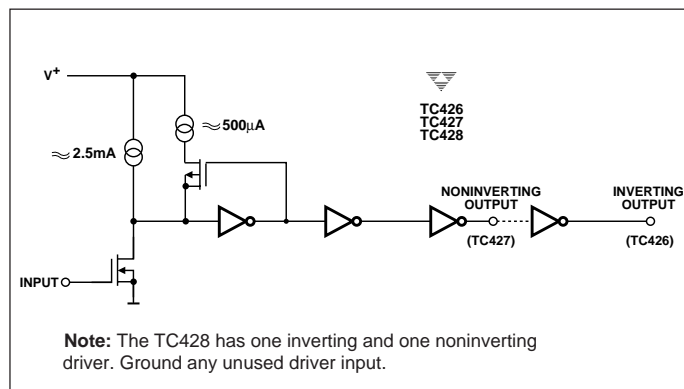 V+
≈ 500µA
≈ 2.5mA
TC426
TC427
TC428
NONINVERTING
OUTPUT
(TC427)
INVERTING
OUTPUT
(TC426)
INPUT
Note: The TC428 has one inverting and one noninverting
driver. Ground any unused driver input.